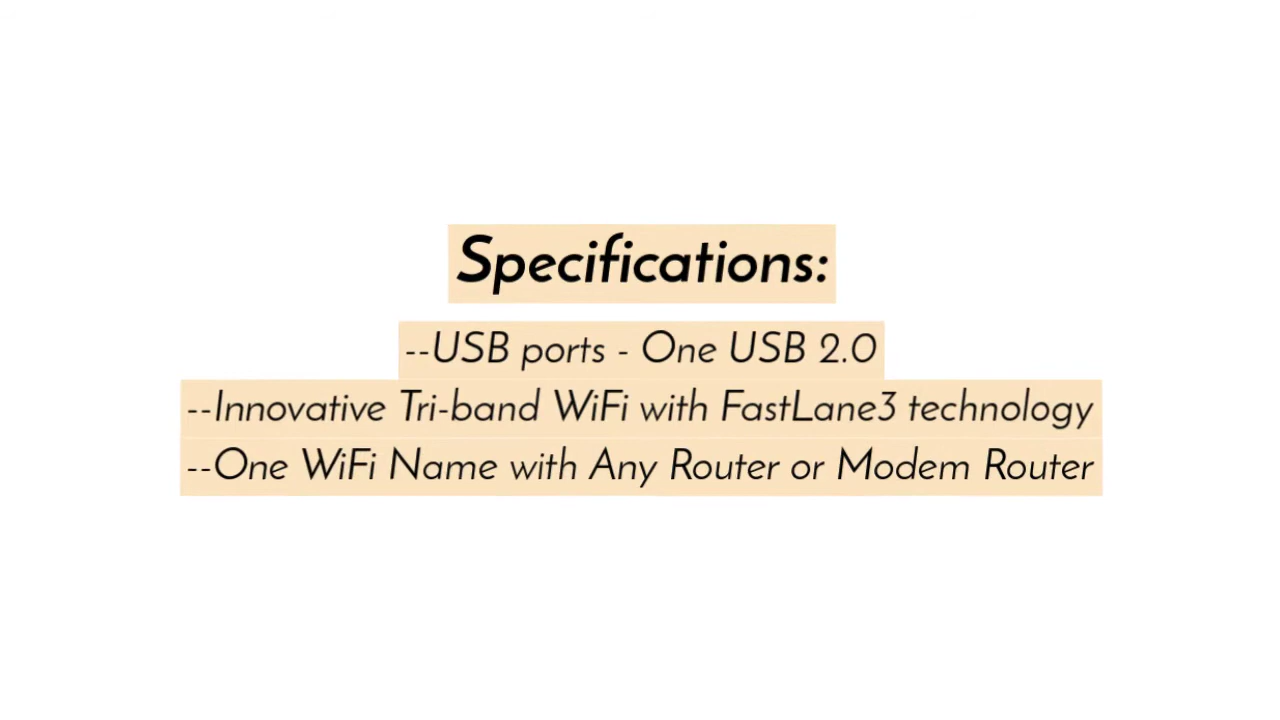 Specifications:
--USB ports - One USB 2.0
--Innovative Tri-band WiFi with FastLane3 technology
--One WiFi Name with Any Router or Modem Router